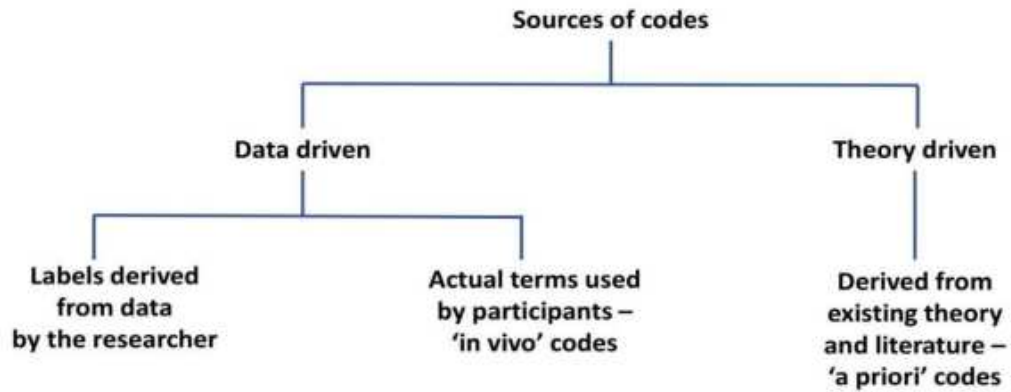 Sources of codes
Data driven
Theory driven
Labels derived
from data
by the researcher
Actual terms used
by participants –
‘in vivo’ codes
Derived from
existing theory
and literature –
‘a priori’ codes